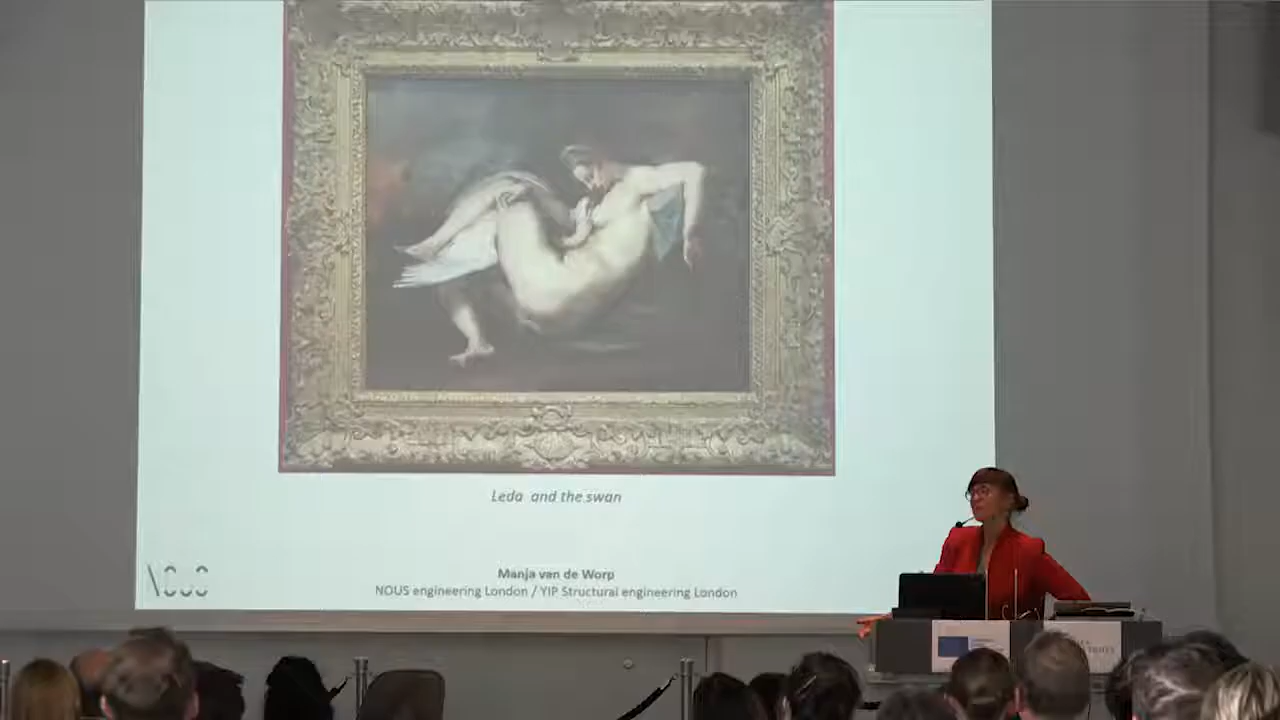 Leda and the swan
Manja van de Worp
NOUS engineering London / YIP Structural engineering London
NOUS